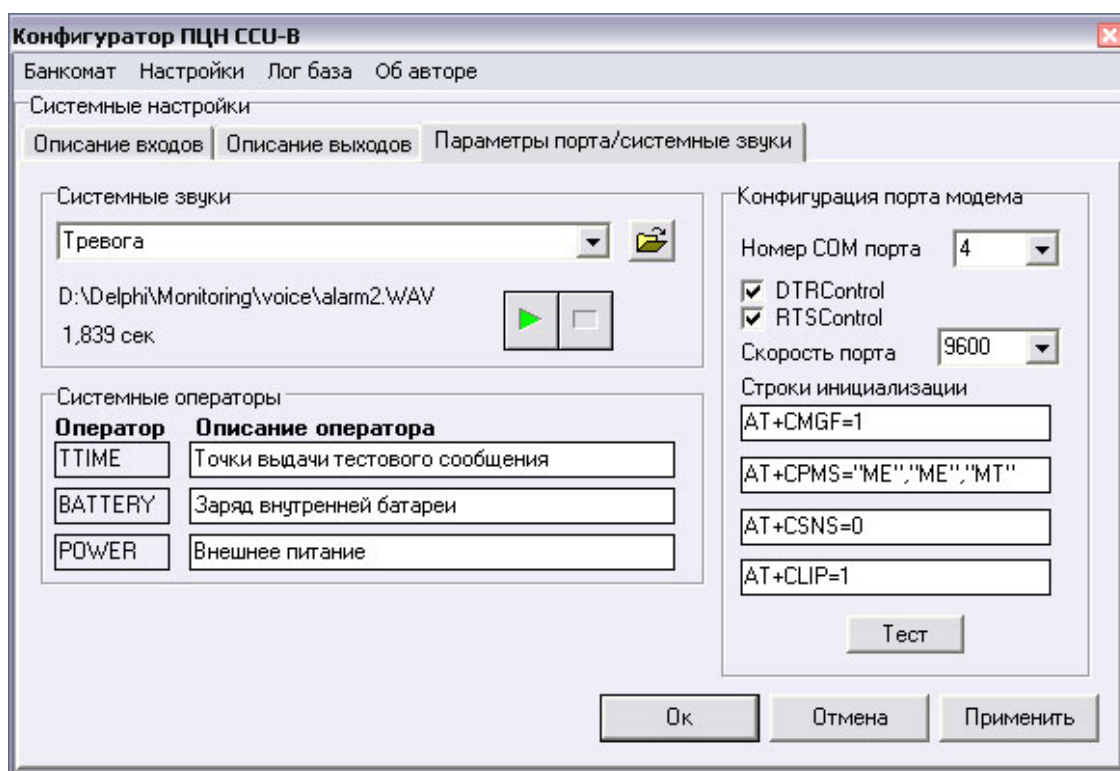 Конфигуратор ПЦН CCU-B
Банкомат Настройки Лог база Об авторе
Системные настройки
Описание входов Описание выходов Параметры порта/системные звуки
Системные звуки
Тревога
D:\Delphi\Monitoring\voice\alarm2.WAV
1,839 сек
Системные операторы
Оператор Описание оператора
TTIME Точки выдачи тестового сообщения
BATTERY Заряд внутренней батареи
POWER Внешнее питание
Конфигурация порта модема
Номер COM порта 4
DTRControl
RTSControl
Скорость порта 9600
Строки инициализации
AT+CMGF=1
AT+CPMS="ME","ME","MT"
AT+CSNS=0
AT+CLIP=1
Тест
Ок Отмена Применить